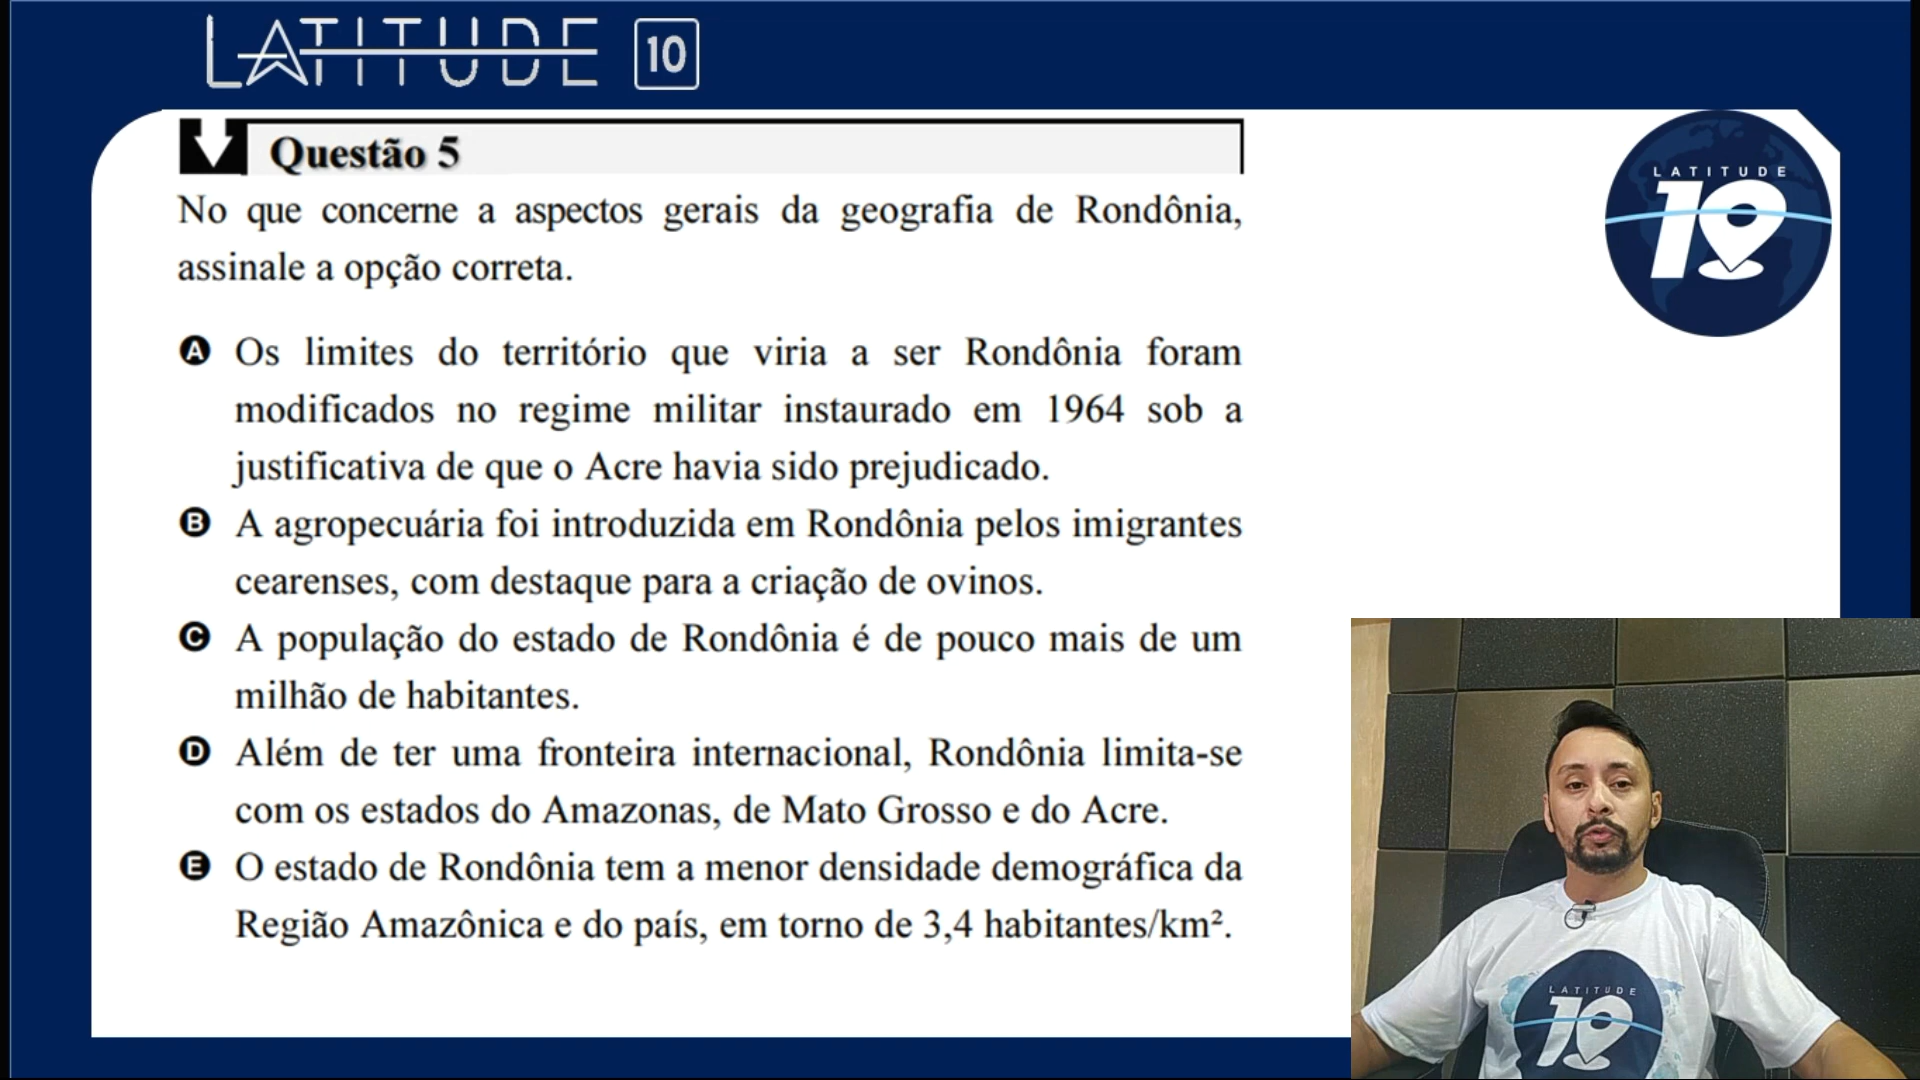 LATITUDE 10
Questão 5
No que concerne a aspectos gerais da geografia de Rondônia,
assinale a opção correta.
A Os limites do território que viria a ser Rondônia foram
modificados no regime militar instaurado em 1964 sob a
justificativa de que o Acre havia sido prejudicado.
B A agropecuária foi introduzida em Rondônia pelos imigrantes
cearenses, com destaque para a criação de ovinos.
C A população do estado de Rondônia é de pouco mais de um
milhão de habitantes.
D Além de ter uma fronteira internacional, Rondônia limita-se
com os estados do Amazonas, de Mato Grosso e do Acre.
E O estado de Rondônia tem a menor densidade demográfica da
Região Amazônica e do país, em torno de 3,4 habitantes/km².
LATITUDE
10
LATITUDE
10